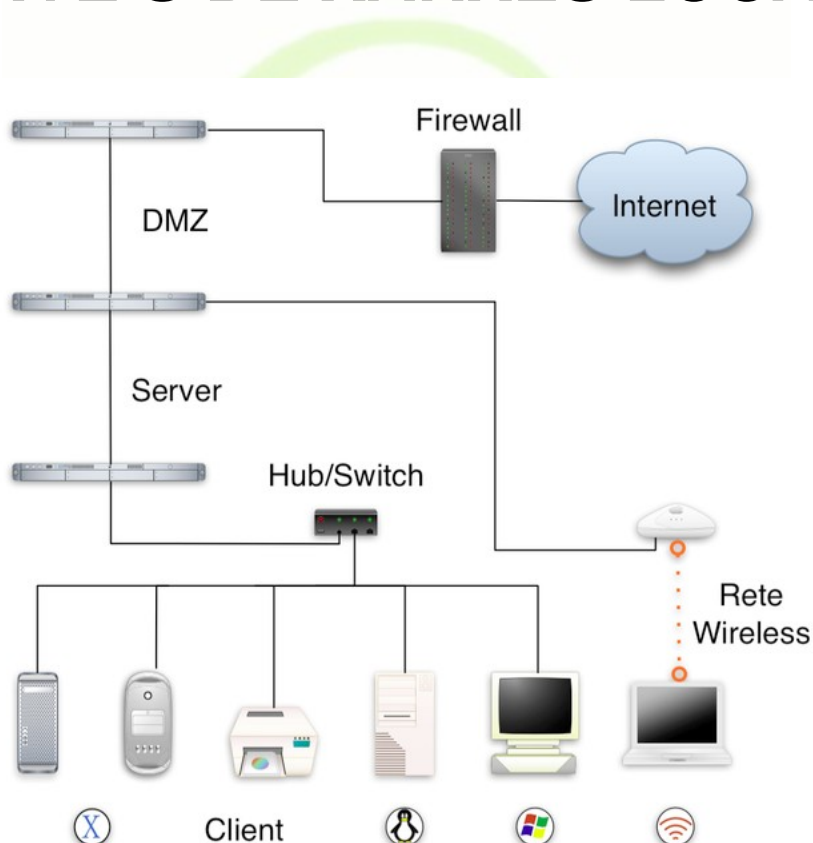 Firewall
Internet
DMZ
Server
Hub/Switch
Rete
Wireless
X
Client